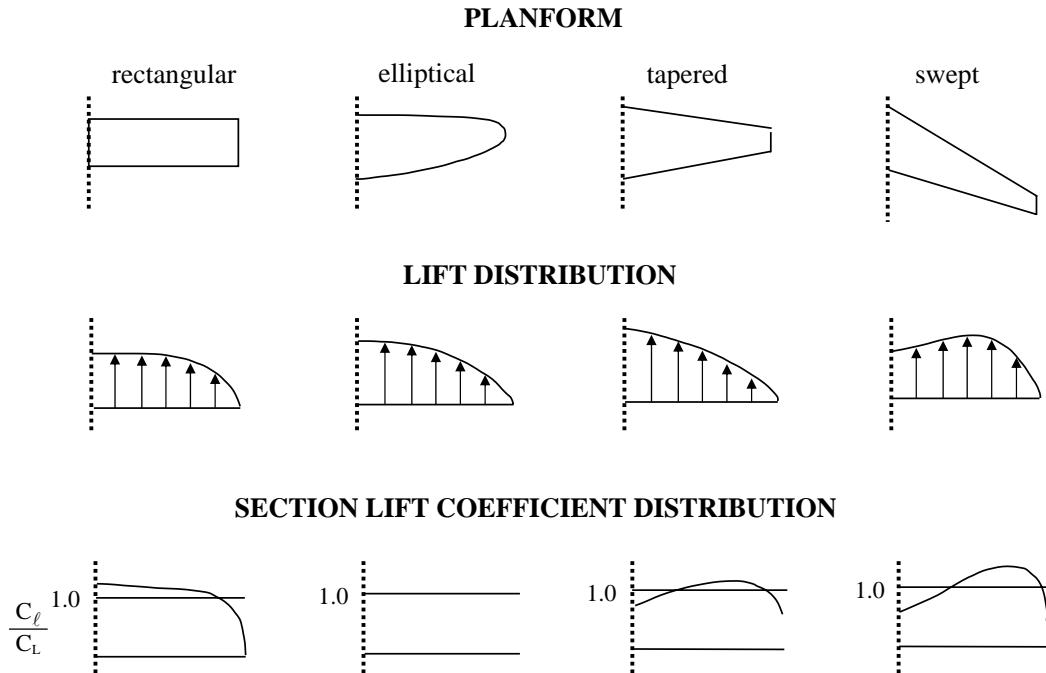 PLANFORM
rectangular elliptical tapered swept
LIFT DISTRIBUTION
SECTION LIFT COEFFICIENT DISTRIBUTION
1.0 1.0 1.0 1.0
Cℓ
CL